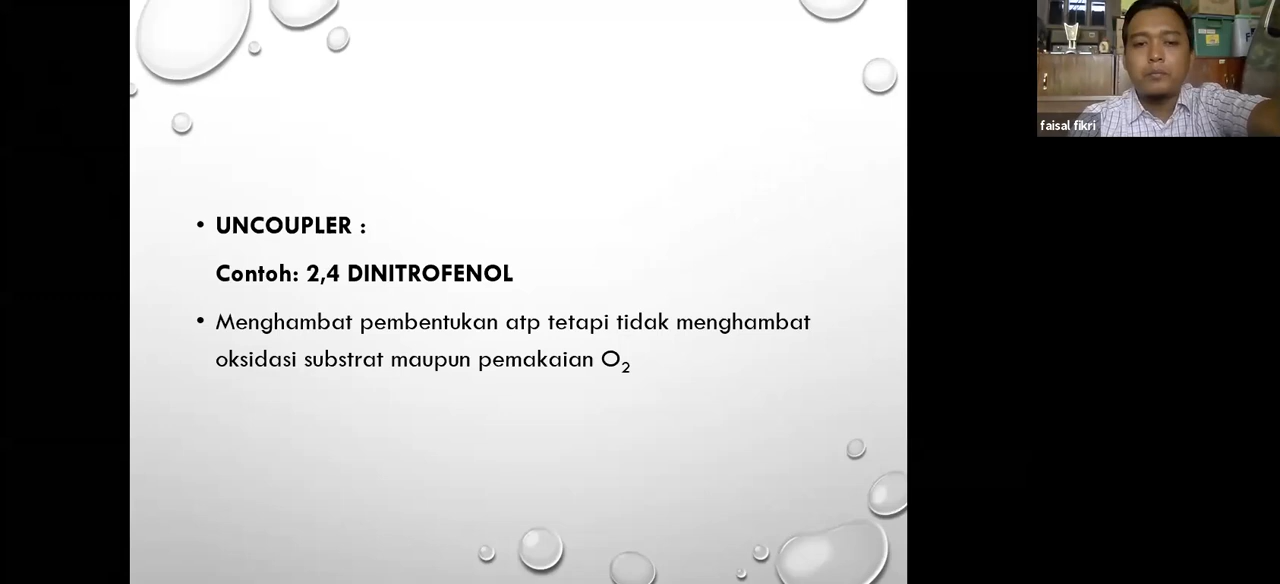 • UNCOUPLER :
Contoh: 2,4 DINITROFENOL
• Menghambat pembentukan atp tetapi tidak menghambat
oksidasi substrat maupun pemakaian O₂
faisal fikri